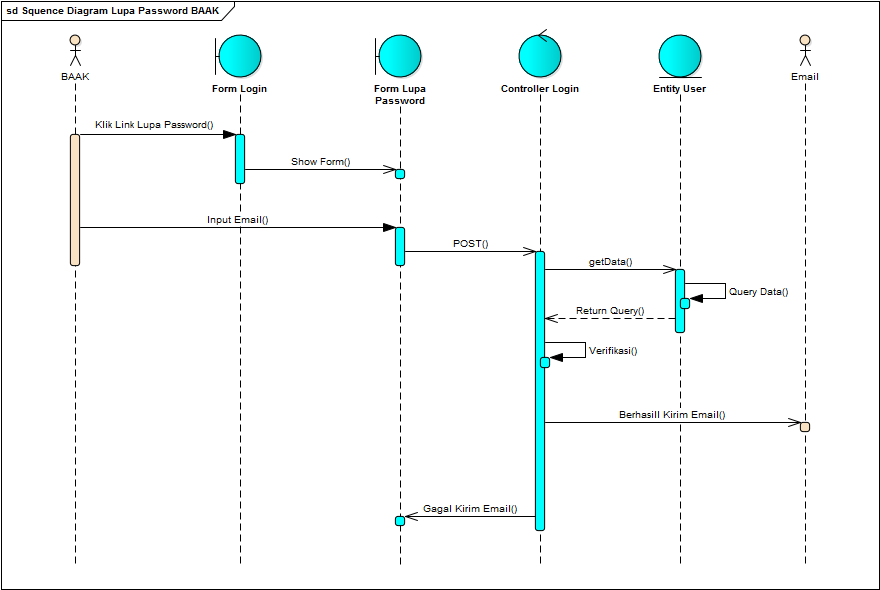 sd Squence Diagram Lupa Password BAAK
BAAK
Form Login
Form Lupa
Password
Controller Login
Entity User
Email
Klik Link Lupa Password()
Show Form()
Input Email()
POST()
getData()
Query Data()
Return Query()
Verifikasi()
Berhasill Kirim Email()
Gagal Kirim Email()